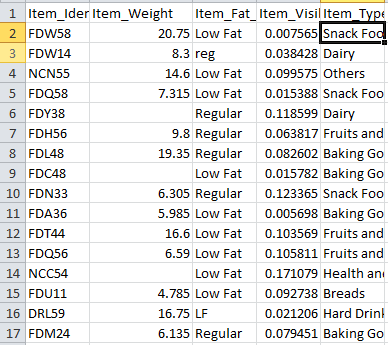 Item_Ider Item_Weight Item_Fat_ Item_Visil Item_Type
1
2 FDW58 20.75 Low Fat 0.007565 Snack Foo
3 FDW14 8.3 reg 0.038428 Dairy
4 NCN55 14.6 Low Fat 0.099575 Others
5 FDQ58 7.315 Low Fat 0.015388 Snack Foo
6 FDY38 Regular 0.118599 Dairy
7 FDH56 9.8 Regular 0.063817 Fruits and
8 FDL48 19.35 Regular 0.082602 Baking Go
9 FDC48 Low Fat 0.015782 Baking Go
10 FDN33 6.305 Regular 0.123365 Snack Foo
11 FDA36 5.985 Low Fat 0.005698 Baking Go
12 FDT44 16.6 Low Fat 0.103569 Fruits and
13 FDQ56 6.59 Low Fat 0.105811 Fruits and
14 NCC54 Low Fat 0.171079 Health and
15 FDU11 4.785 Low Fat 0.092738 Breads
16 DRL59 16.75 LF 0.021206 Hard Drink
17 FDM24 6.135 Regular 0.079451 Baking Go